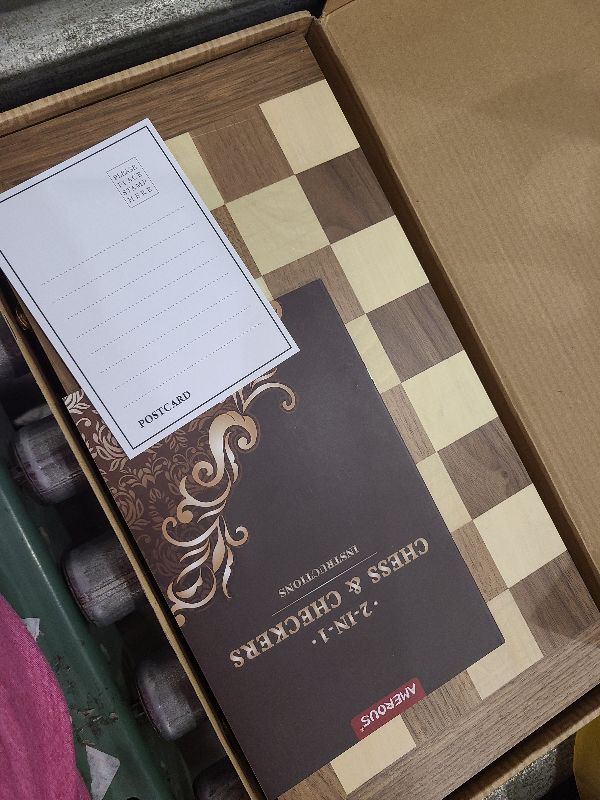 PLEASE
PLACE
STAMP
HERE
POSTCARD
AMEROUS
·2-IN-1·
CHESS & CHECKERS
INSTRUCTIONS